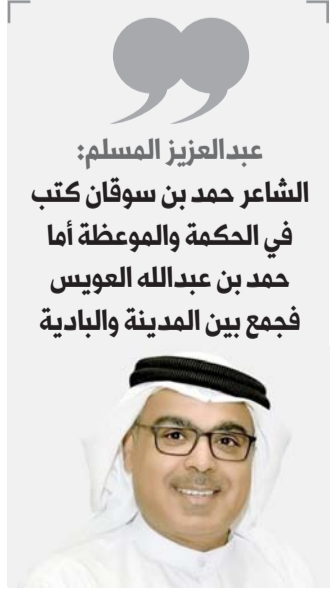 عبدالعزيز المسلم:
الشاعر حمد بن سوقان كتب
في الحكمة والموعظة أما
حمد بن عبدالله العويس
فجمع بين المدينة والبادية